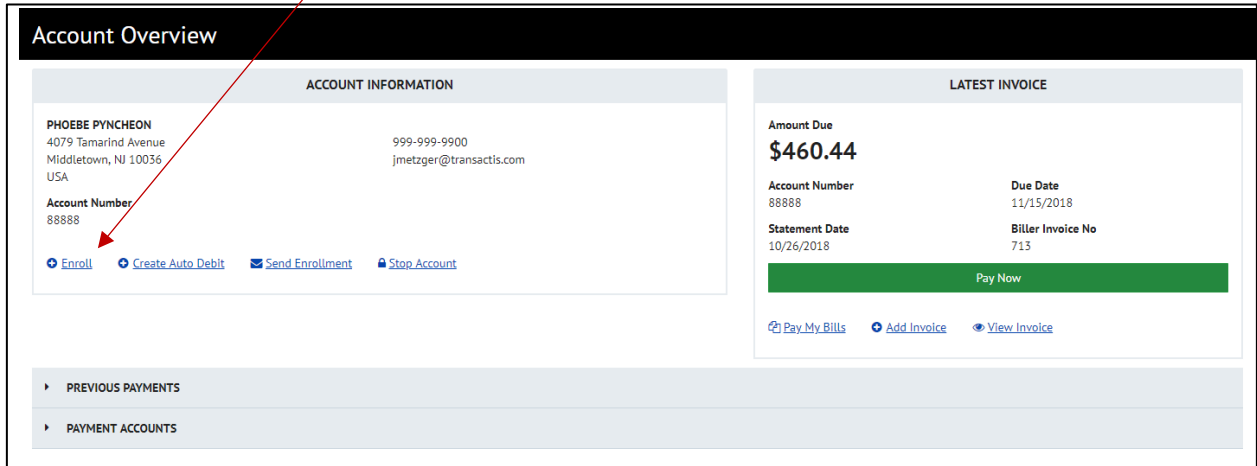 Account Overview
ACCOUNT INFORMATION
PHOEBE PYNCHEON
4079 Tamarind Avenue
Middletown, NJ 10036
USA
999-999-9900
jmetzger@transactis.com
Account Number
88888
Enroll Create Auto Debit Send Enrollment Stop Account
LATEST INVOICE
Amount Due
$460.44
Account Number Due Date
88888 11/15/2018
Statement Date Biller Invoice No
10/26/2018 713
Pay Now
Pay My Bills Add Invoice View Invoice
PREVIOUS PAYMENTS
PAYMENT ACCOUNTS